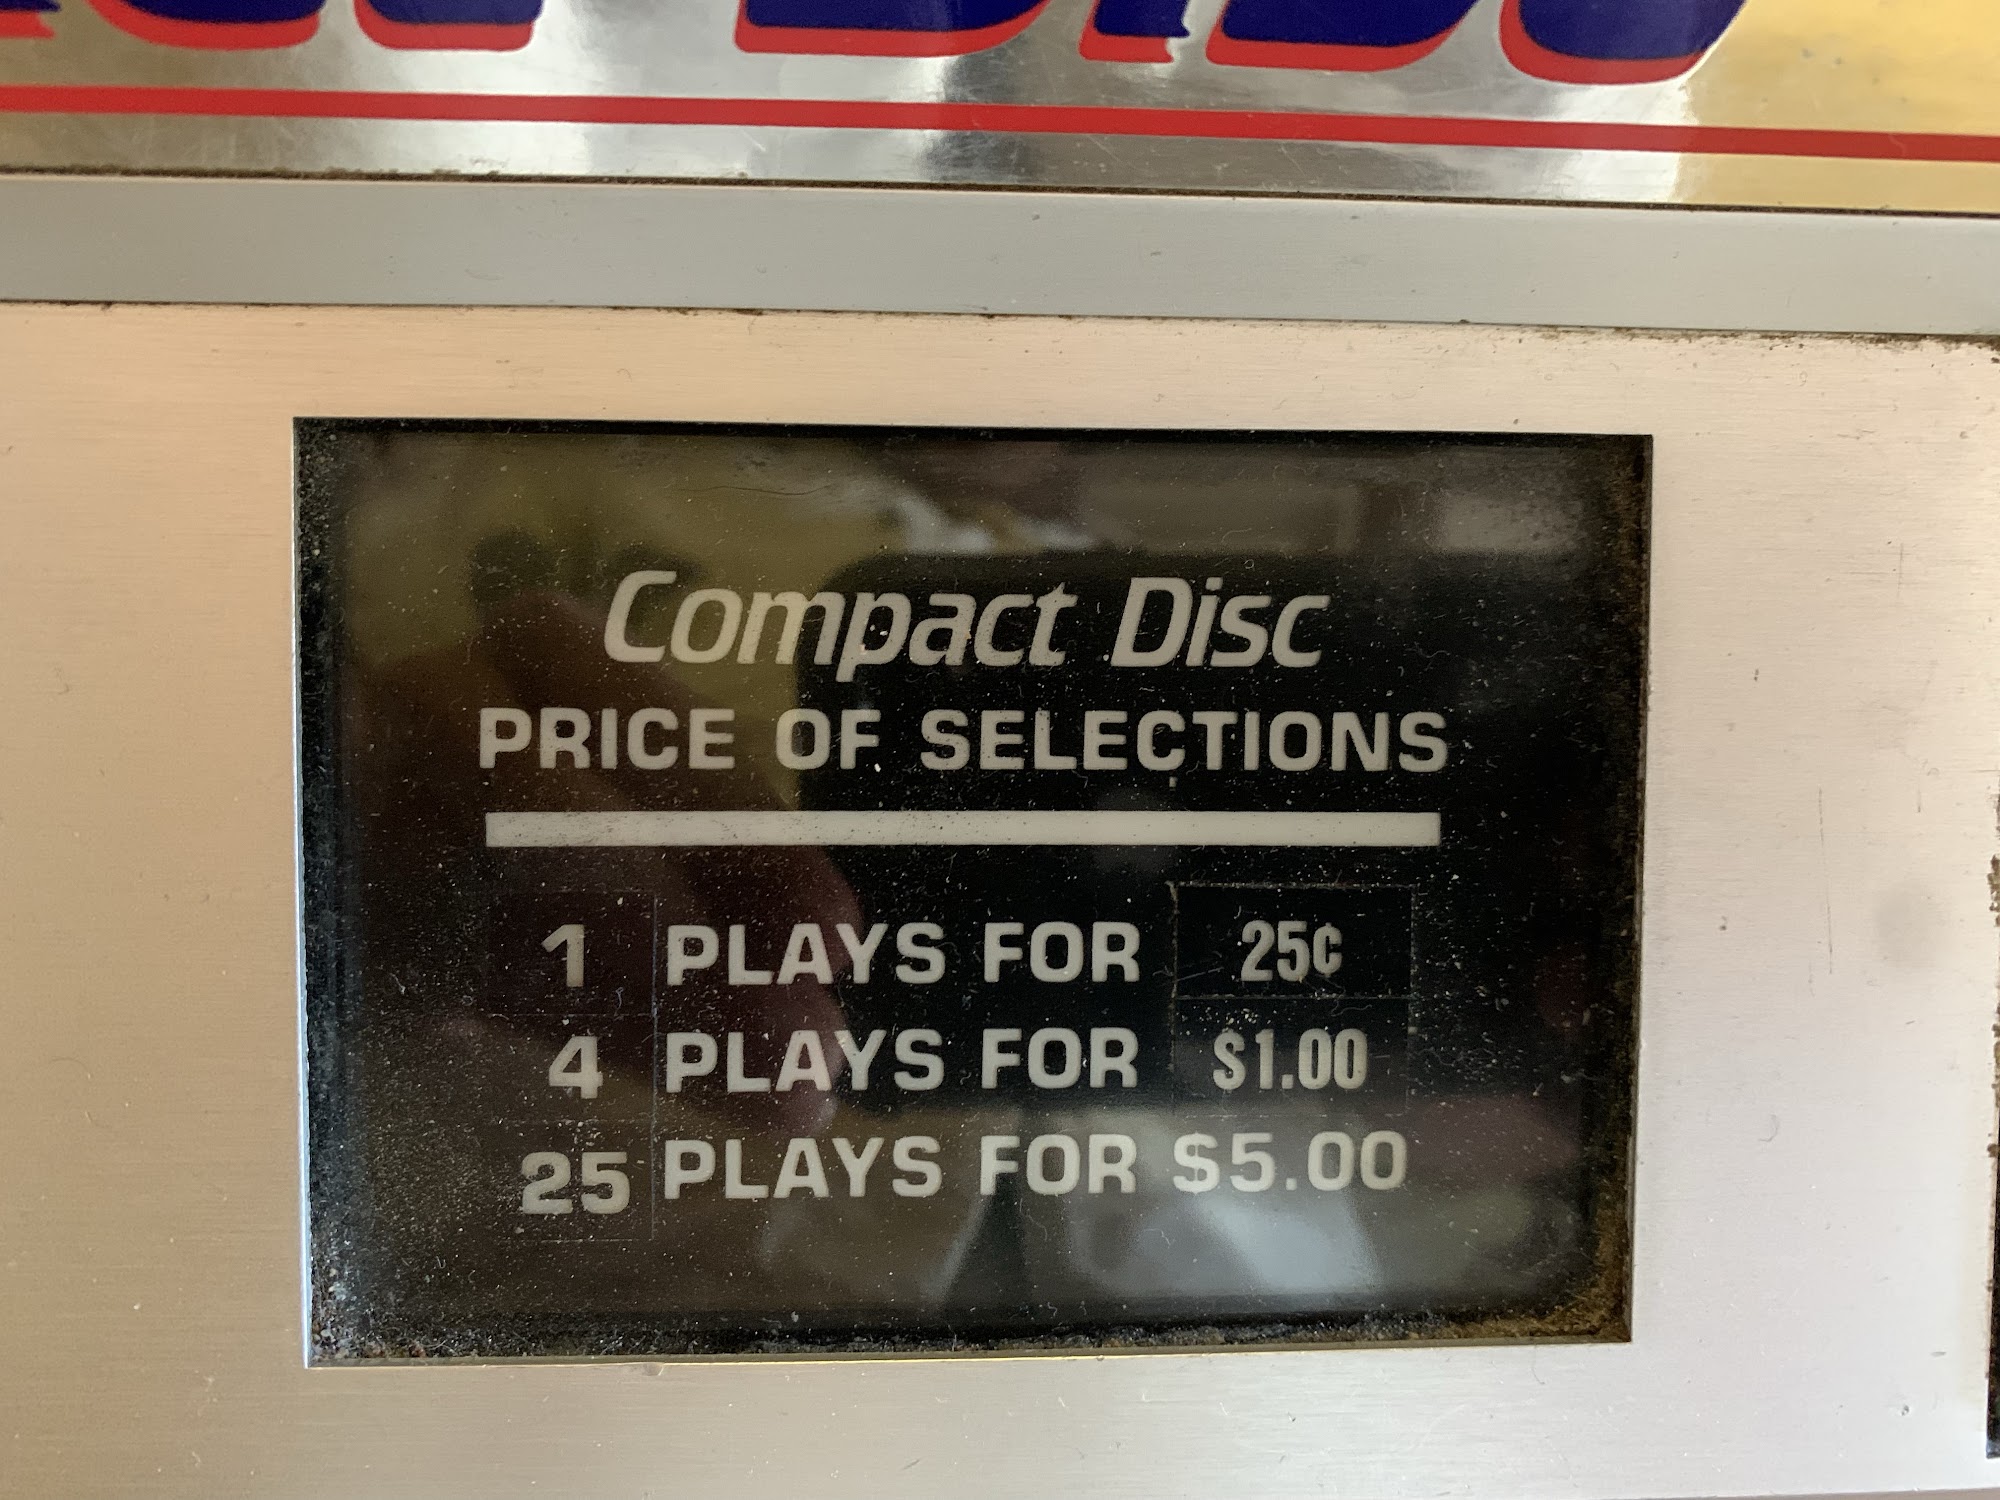 Compact Disc
PRICE OF SELECTIONS
1 PLAYS FOR 25¢
4 PLAYS FOR $1.00
25 PLAYS FOR $5.00